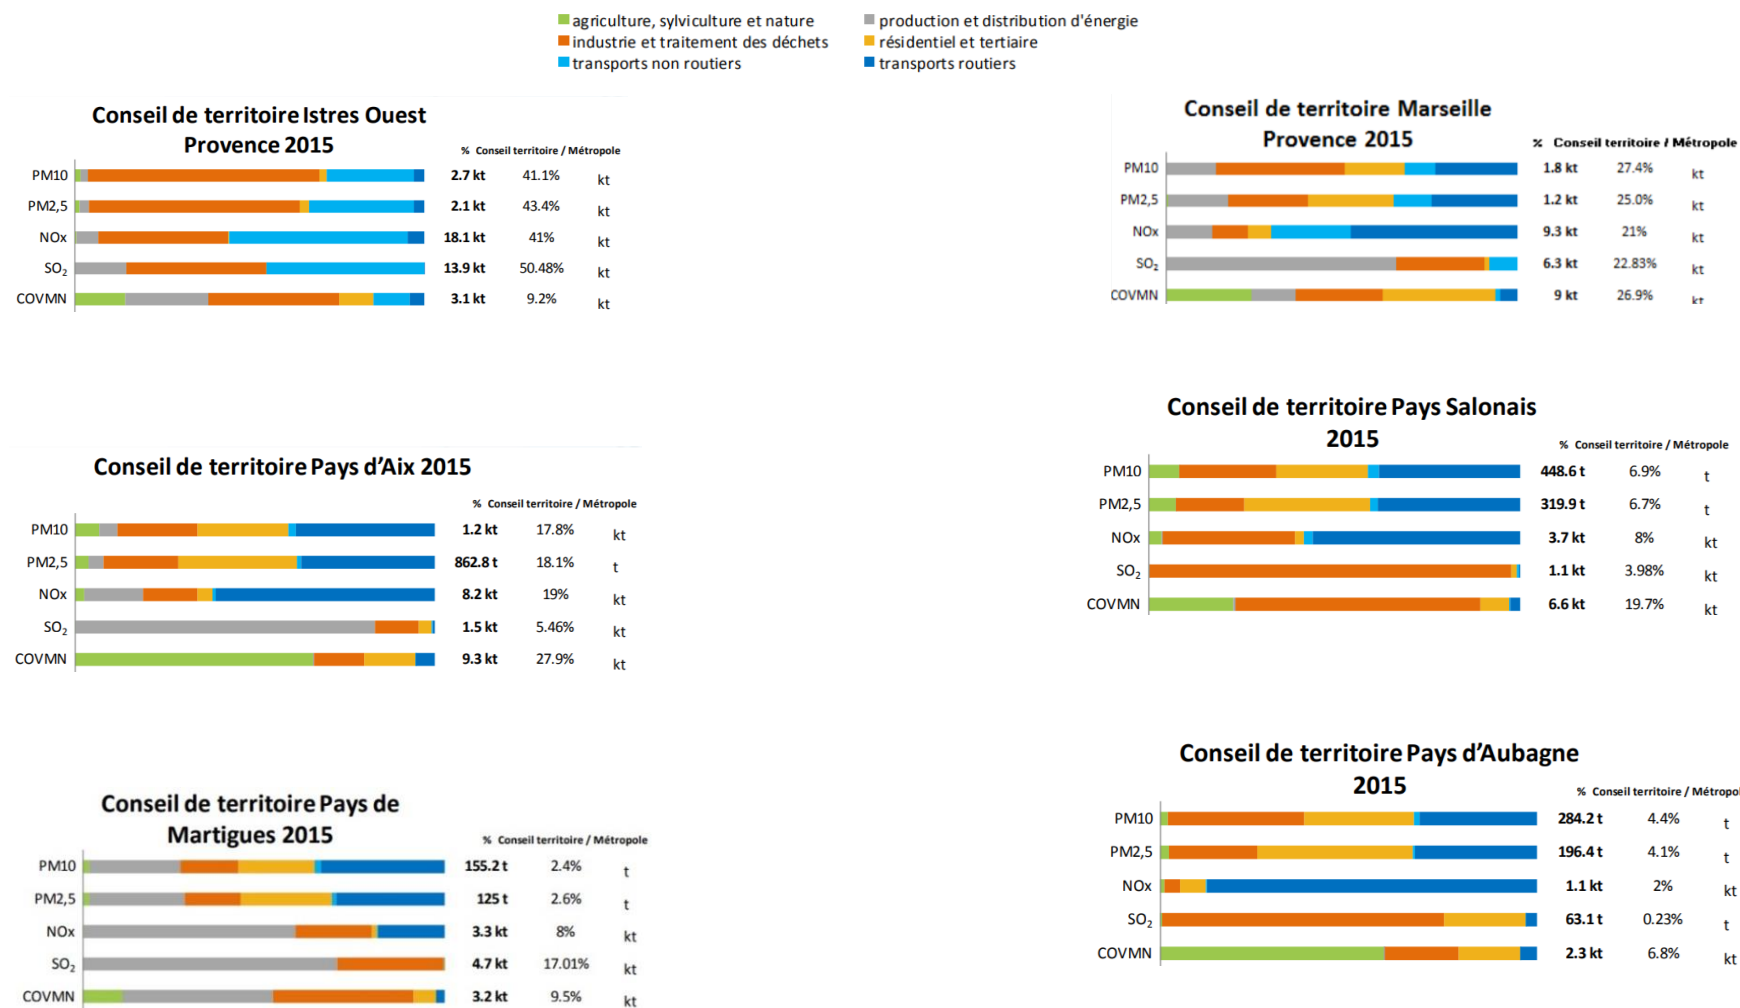 agriculture, sylviculture et nature
production et distribution d'énergie
industrie et traitement des déchets
résidentiel et tertiaire
transports non routiers
transports routiers
Conseil de territoire Istres Ouest
Provence 2015
% Conseil territoire / Métropole
PM10 2.7 kt 41.1% kt
PM2,5 2.1 kt 43.4% kt
NOx 18.1 kt 41% kt
SO₂ 13.9 kt 50.48% kt
COVMN 3.1 kt 9.2% kt
Conseil de territoire Marseille
Provence 2015
% Conseil territoire / Métropole
PM10 1.8 kt 27.4% kt
PM2,5 1.2 kt 25.0% kt
NOx 9.3 kt 21% kt
SO₂ 6.3 kt 22.83% kt
COVMN 9 kt 26.9% kt
Conseil de territoire Pays d'Aix 2015
% Conseil territoire / Métropole
PM10 1.2 kt 17.8% kt
PM2,5 862.8 t 18.1% t
NOx 8.2 kt 19% kt
SO₂ 1.5 kt 5.46% kt
COVMN 9.3 kt 27.9% kt
Conseil de territoire Pays Salonais
2015
% Conseil territoire / Métropole
PM10 448.6 t 6.9% t
PM2,5 319.9 t 6.7% t
NOx 3.7 kt 8% kt
SO₂ 1.1 kt 3.98% kt
COVMN 6.6 kt 19.7% kt
Conseil de territoire Pays de
Martigues 2015
% Conseil territoire / Métropole
PM10 155.2 t 2.4% t
PM2,5 125 t 2.6% t
NOx 3.3 kt 8% kt
SO₂ 4.7 kt 17.01% kt
COVMN 3.2 kt 9.5% kt
Conseil de territoire Pays d'Aubagne
2015
% Conseil territoire / Métropol
PM10 284.2 t 4.4% t
PM2,5 196.4 t 4.1% t
NOx 1.1 kt 2% kt
SO₂ 63.1 t 0.23% t
COVMN 2.3 kt 6.8% kt